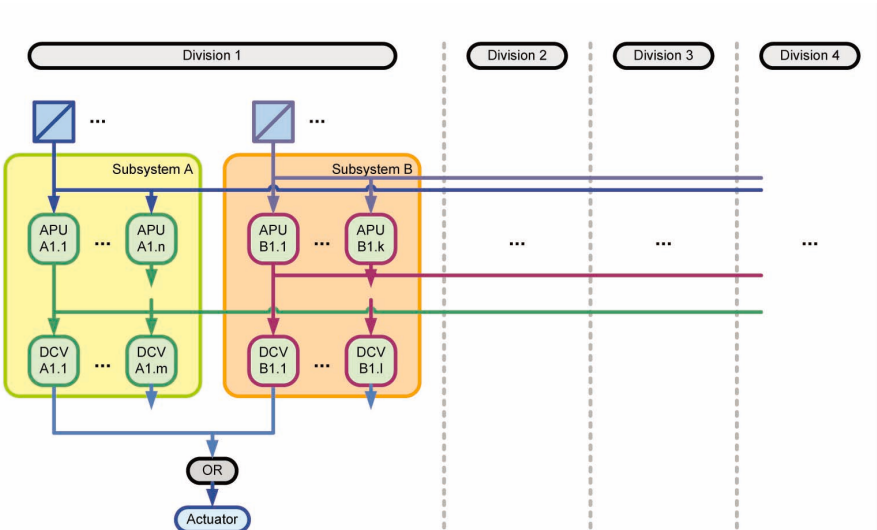 Division 1
Division 2
Division 3
Division 4
...
...
Subsystem A
Subsystem B
APU
A1.1
...
APU
A1.n
APU
B1.1
...
APU
B1.k
...
...
...
DCV
A1.1
...
DCV
A1.m
DCV
B1.1
...
DCV
B1.l
OR
Actuator